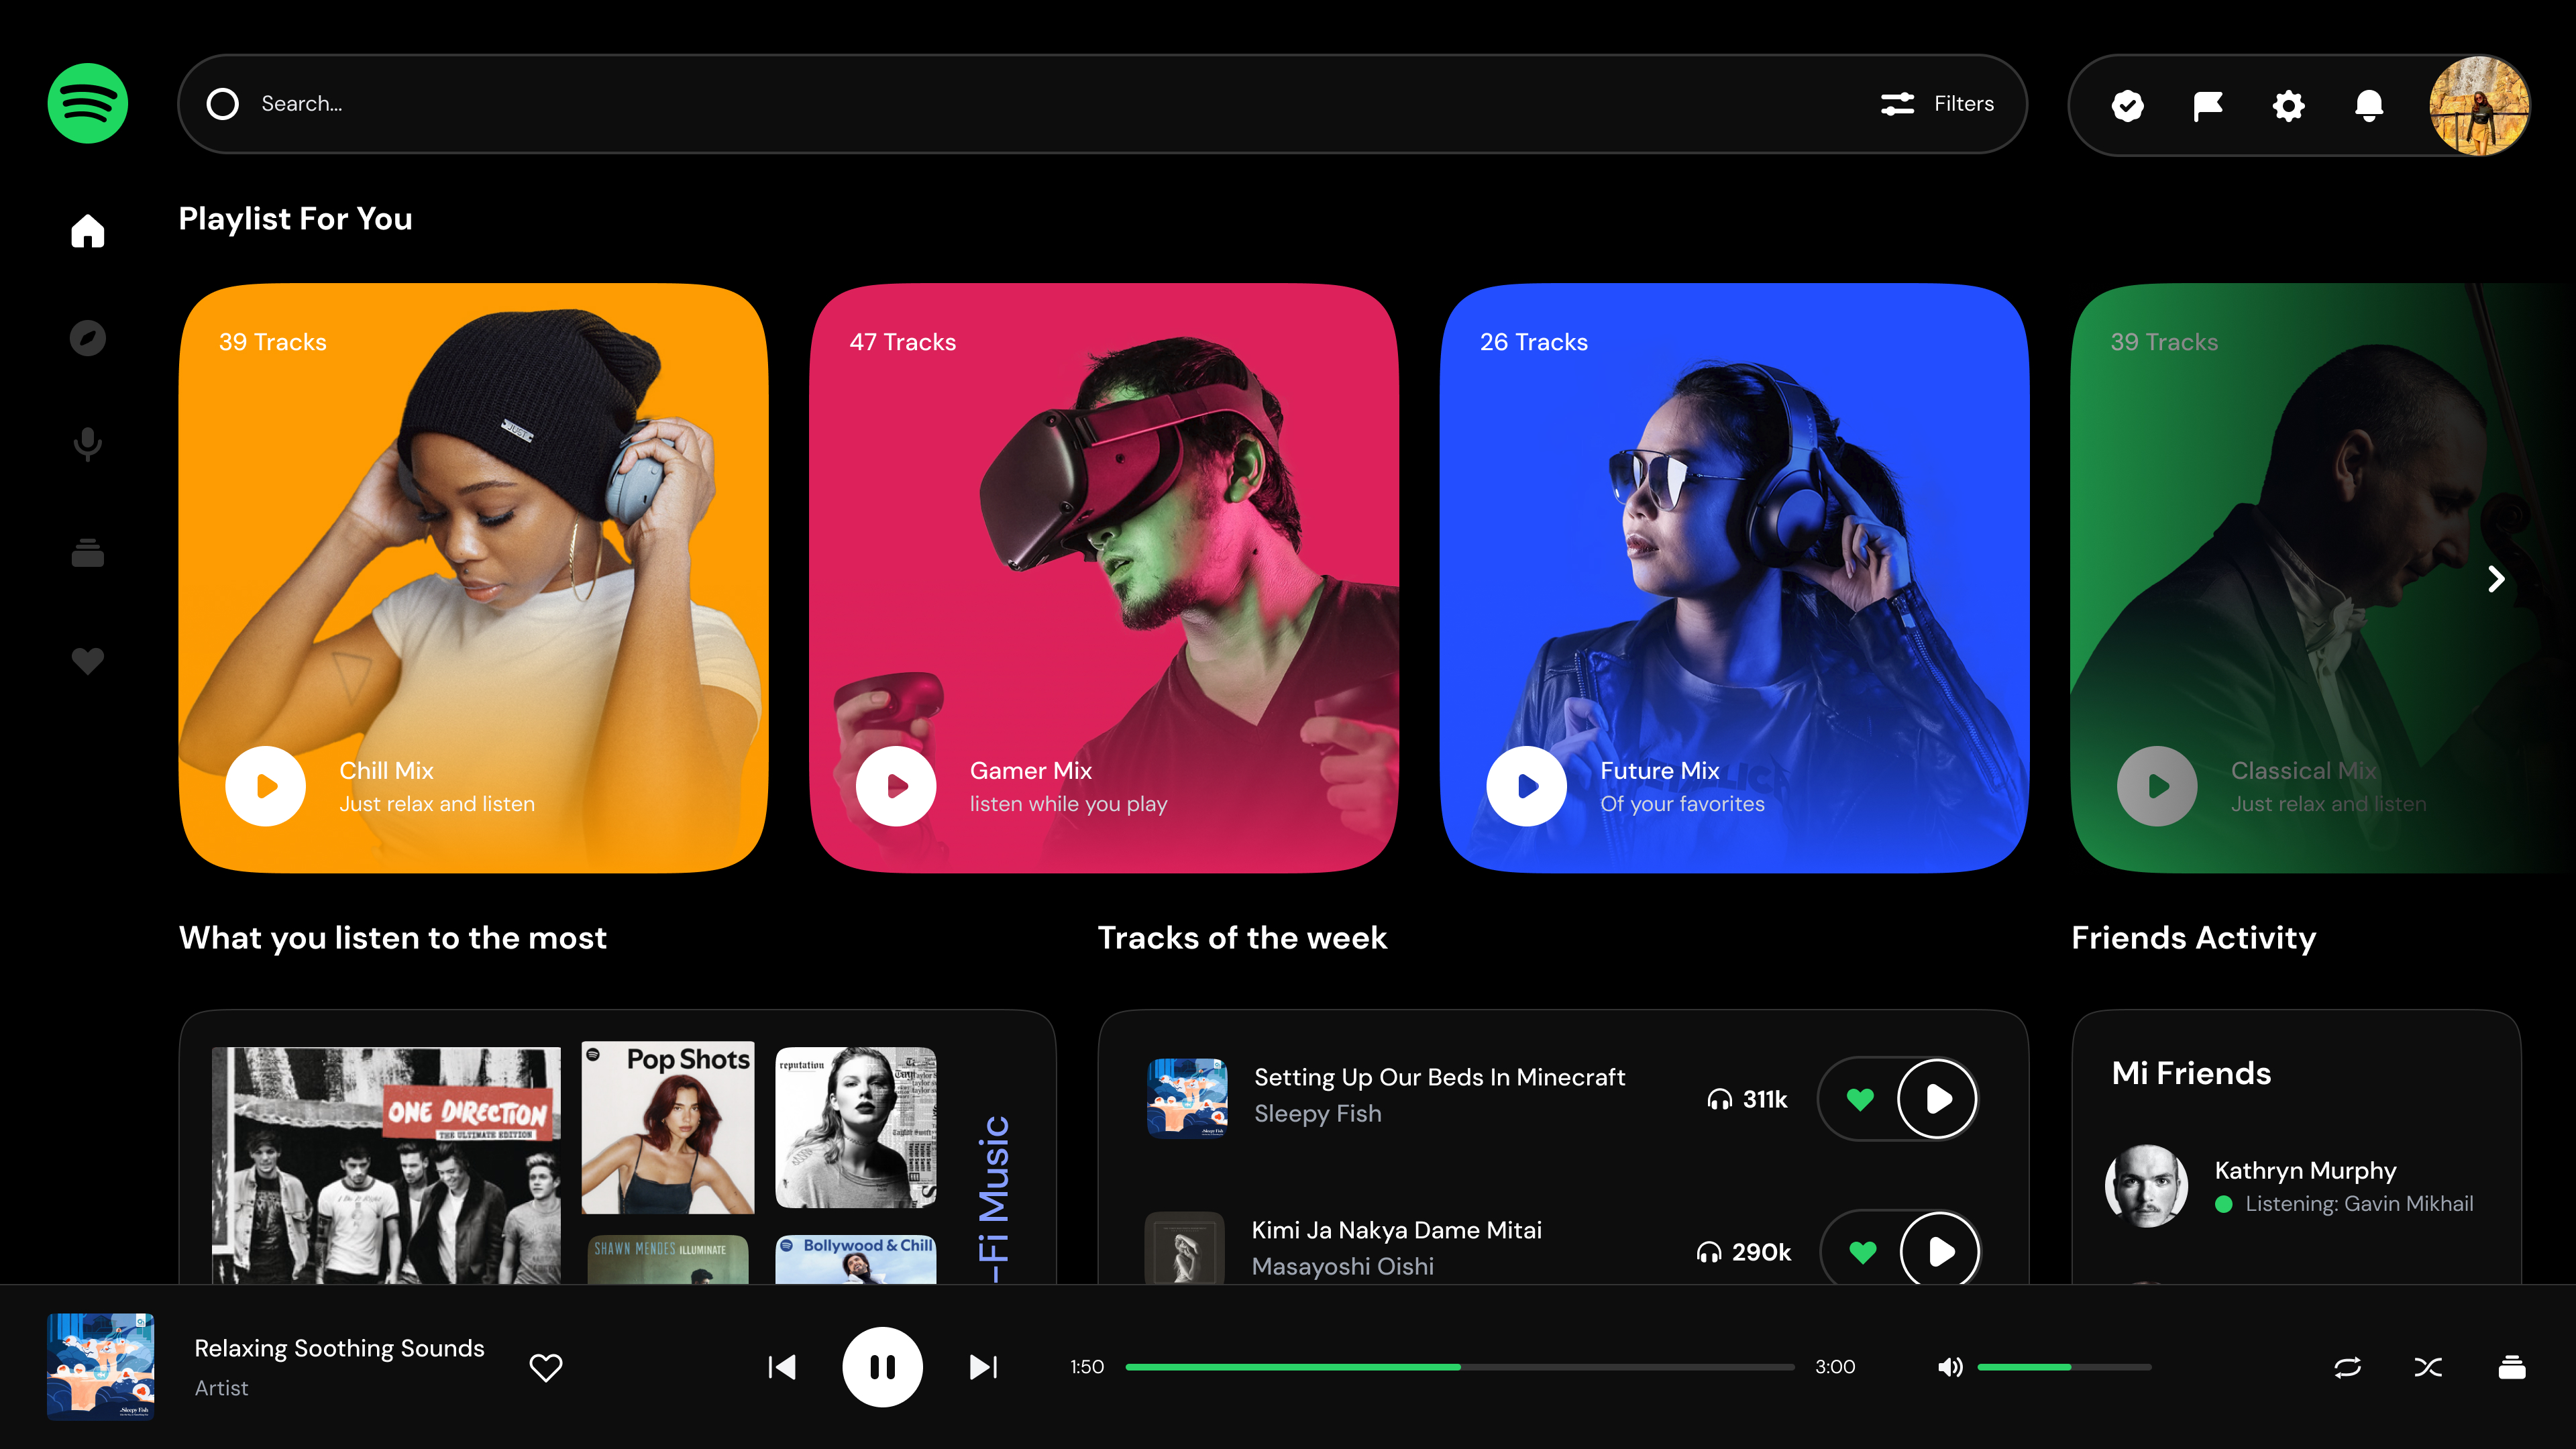 Search...
Filters
Playlist For You
39 Tracks
JUST
Chill Mix
Just relax and listen
47 Tracks
Gamer Mix
listen while you play
26 Tracks
Future Mix
Of your favorites
39 Tracks
Classical Mix
Just relax and listen
What you listen to the most
ONE DIRECTION
THE ULTIMATE EDITION
Pop Shots
reputation
SHAWN MENDES ILLUMINATE
Bollywood & Chill
-Fi Music
Tracks of the week
Setting Up Our Beds In Minecraft
Sleepy Fish
311k
Kimi Ja Nakya Dame Mitai
Masayoshi Oishi
290k
Friends Activity
Mi Friends
Kathryn Murphy
Listening: Gavin Mikhail
Relaxing Soothing Sounds
Artist
Sleepy Fish
1:50
3:00